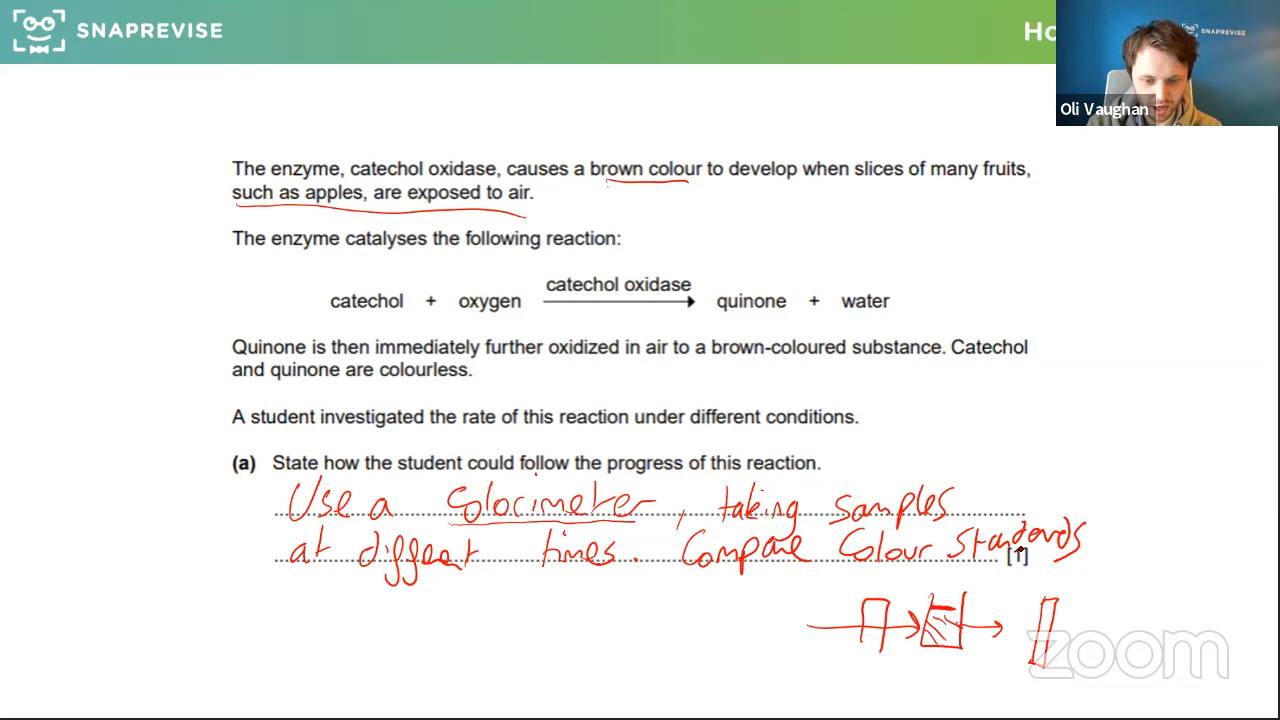 SNAPREVISE
Ho
SNAPREVISE
Oli Vaughan
The enzyme, catechol oxidase, causes a brown colour to develop when slices of many fruits,
such as apples, are exposed to air.
The enzyme catalyses the following reaction:
catechol oxidase
catechol + oxygen → quinone + water
Quinone is then immediately further oxidized in air to a brown-coloured substance. Catechol
and quinone are colourless.
A student investigated the rate of this reaction under different conditions.
(a) State how the student could follow the progress of this reaction.
Use a colorimeter, taking samples
at different times. Compare Colour Standards
[1]
zoom